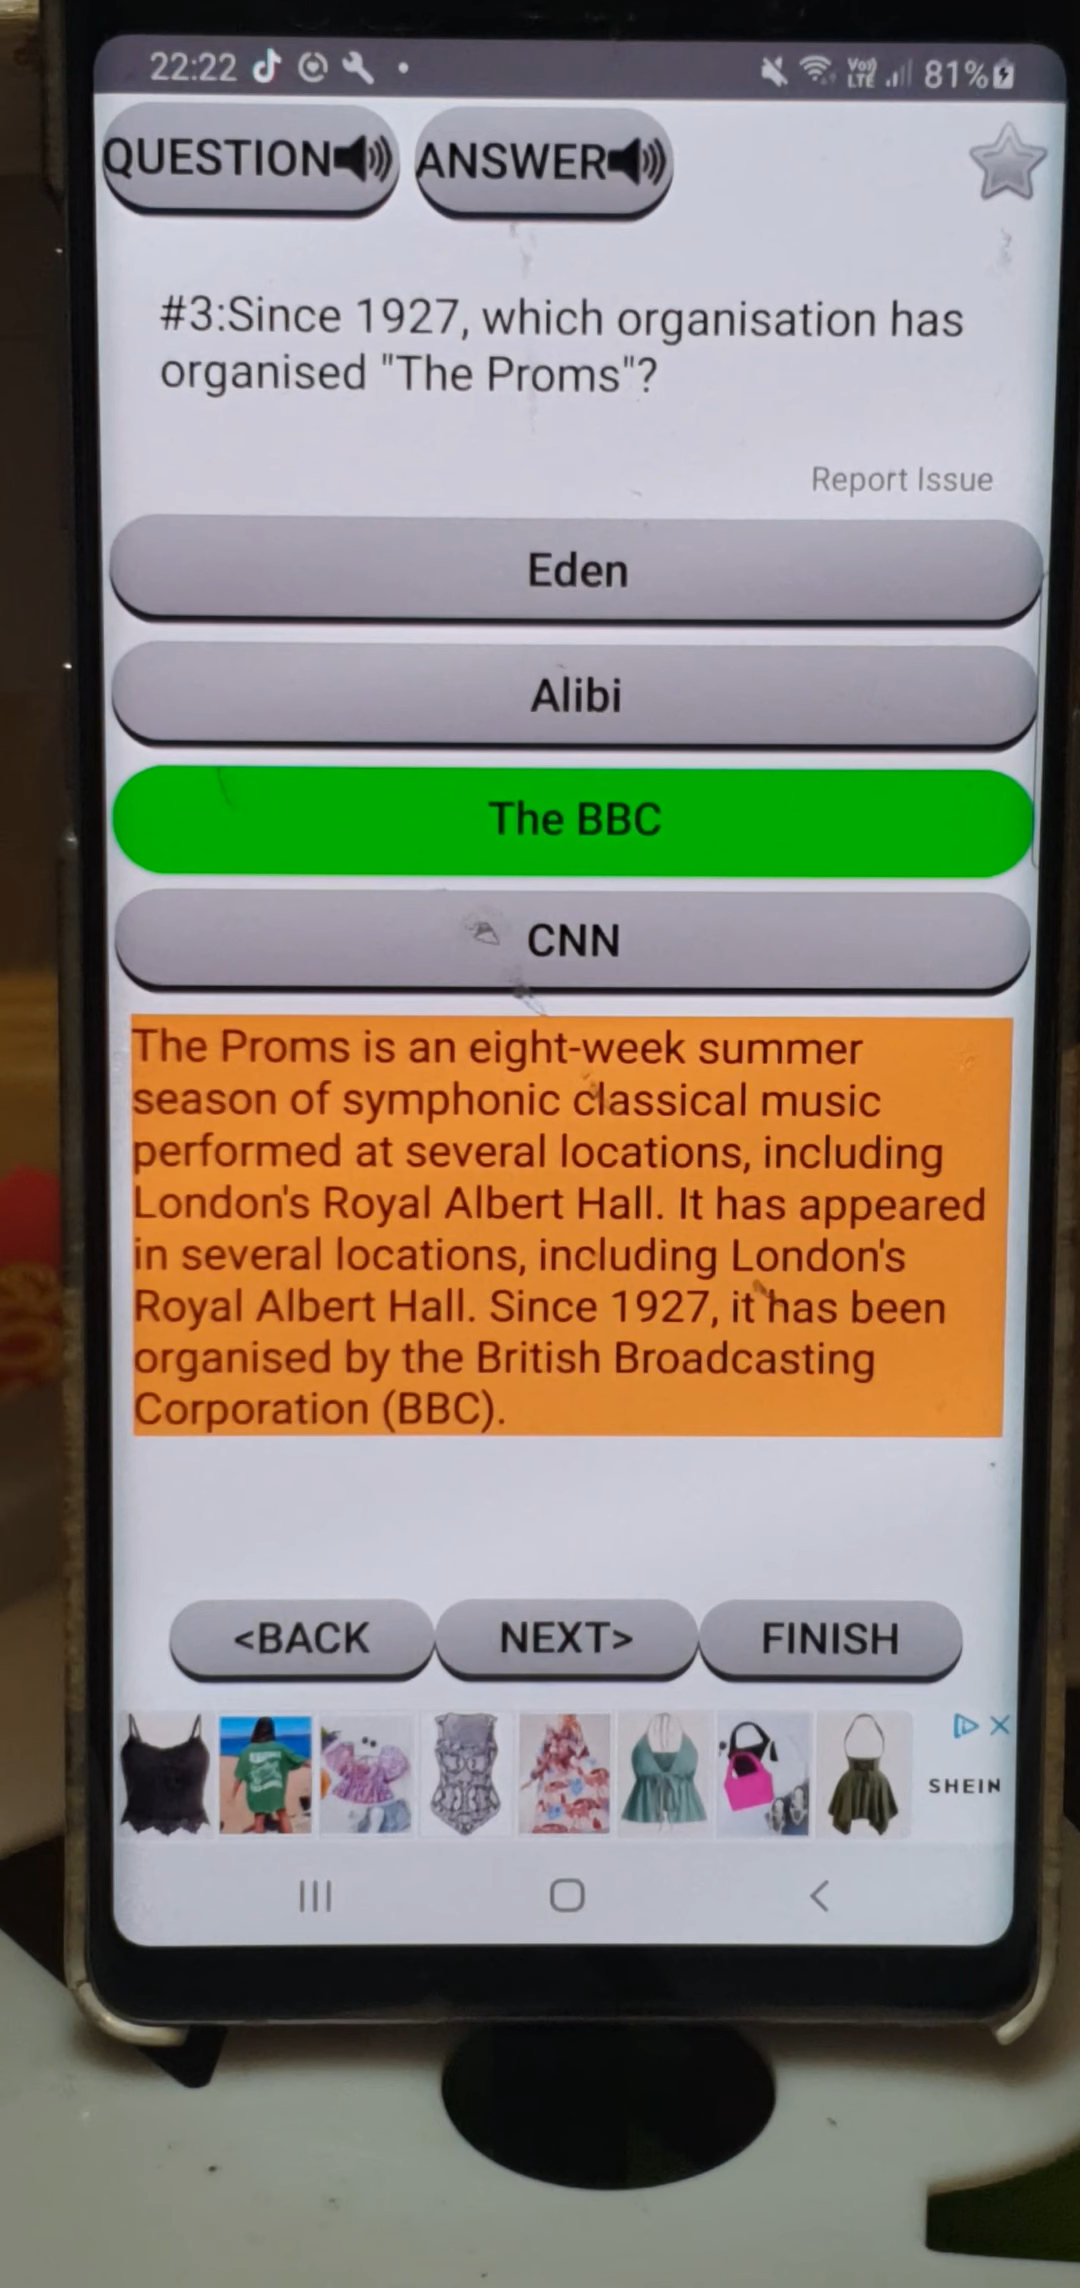 22:22
Vo)) LTE 81%
QUESTION ANSWER
#3:Since 1927, which organisation has
organised "The Proms"?
Report Issue
Eden
Alibi
The BBC
CNN
The Proms is an eight-week summer
season of symphonic classical music
performed at several locations, including
London's Royal Albert Hall. It has appeared
in several locations, including London's
Royal Albert Hall. Since 1927, it has been
organised by the British Broadcasting
Corporation (BBC).
<BACK NEXT> FINISH
SHEIN